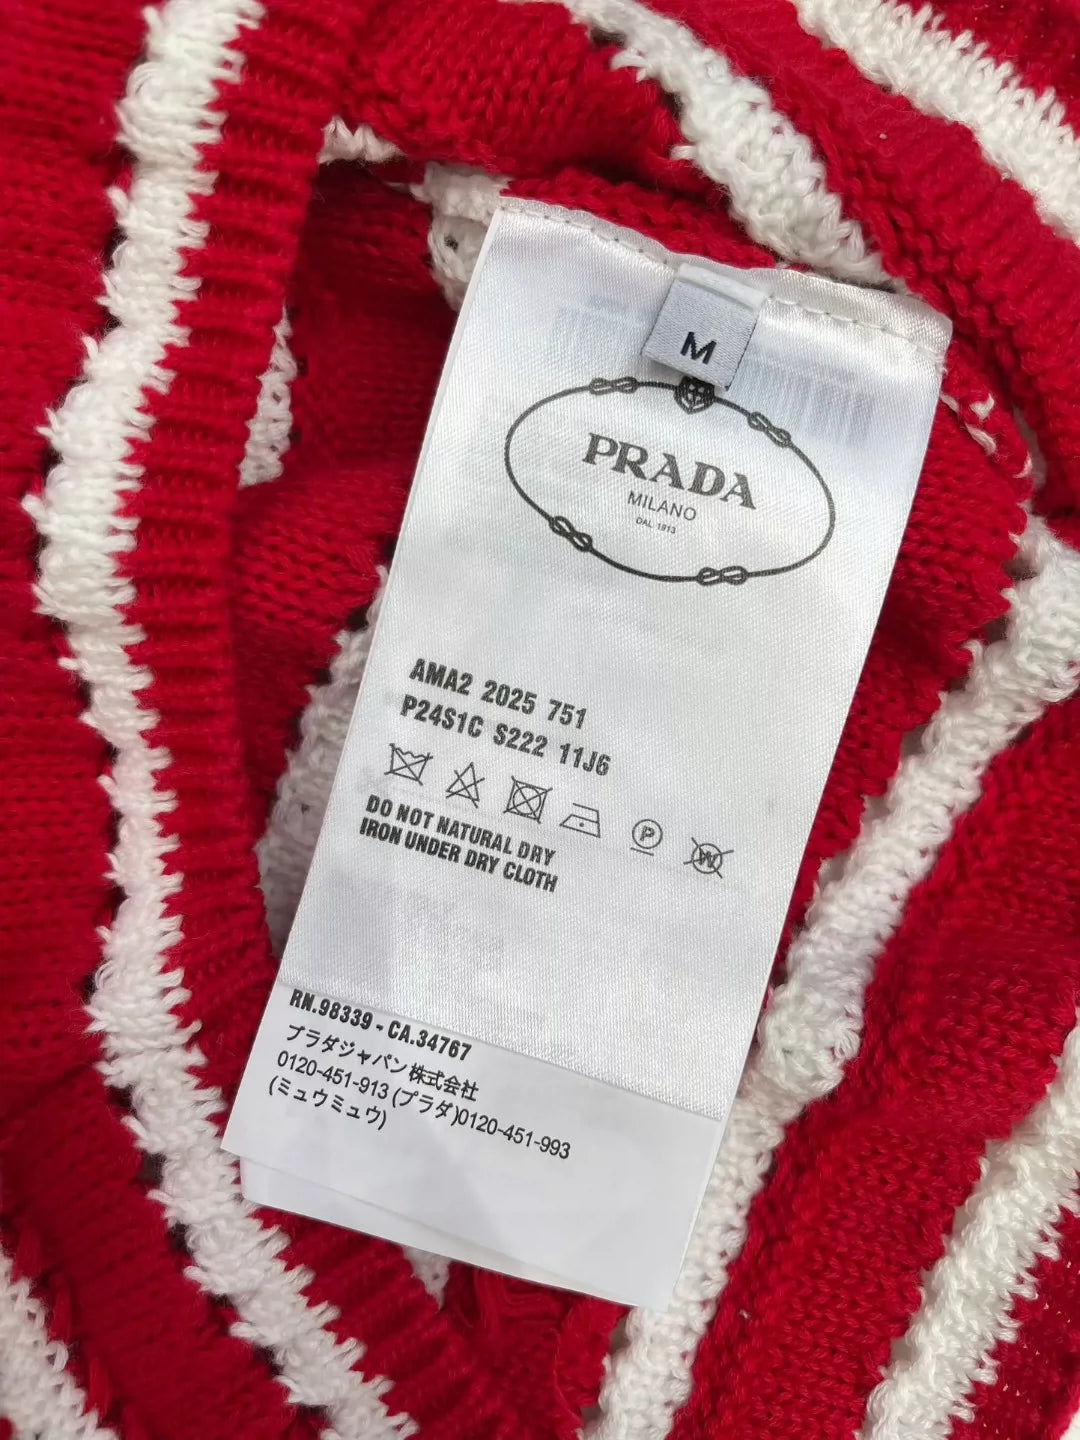 M
PRADA
MILANO
DAL 1913
AMA2 2025 751
P24S1C S222 11J6
P
W
DO NOT NATURAL DRY
IRON UNDER DRY CLOTH
RN.98339 - CA.34767
プラダジャパン株式会社
0120-451-913 (プラダ)0120-451-993
(ミュウミュウ)